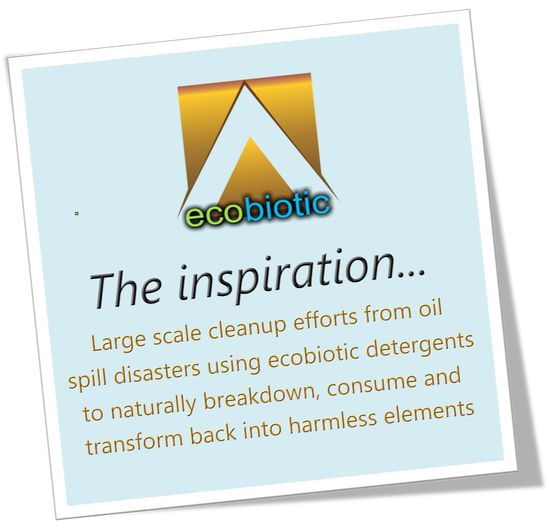 ecobiotic
The inspiration...
Large scale cleanup efforts from oil
spill disasters using ecobiotic detergents
to naturally breakdown, consume and
transform back into harmless elements